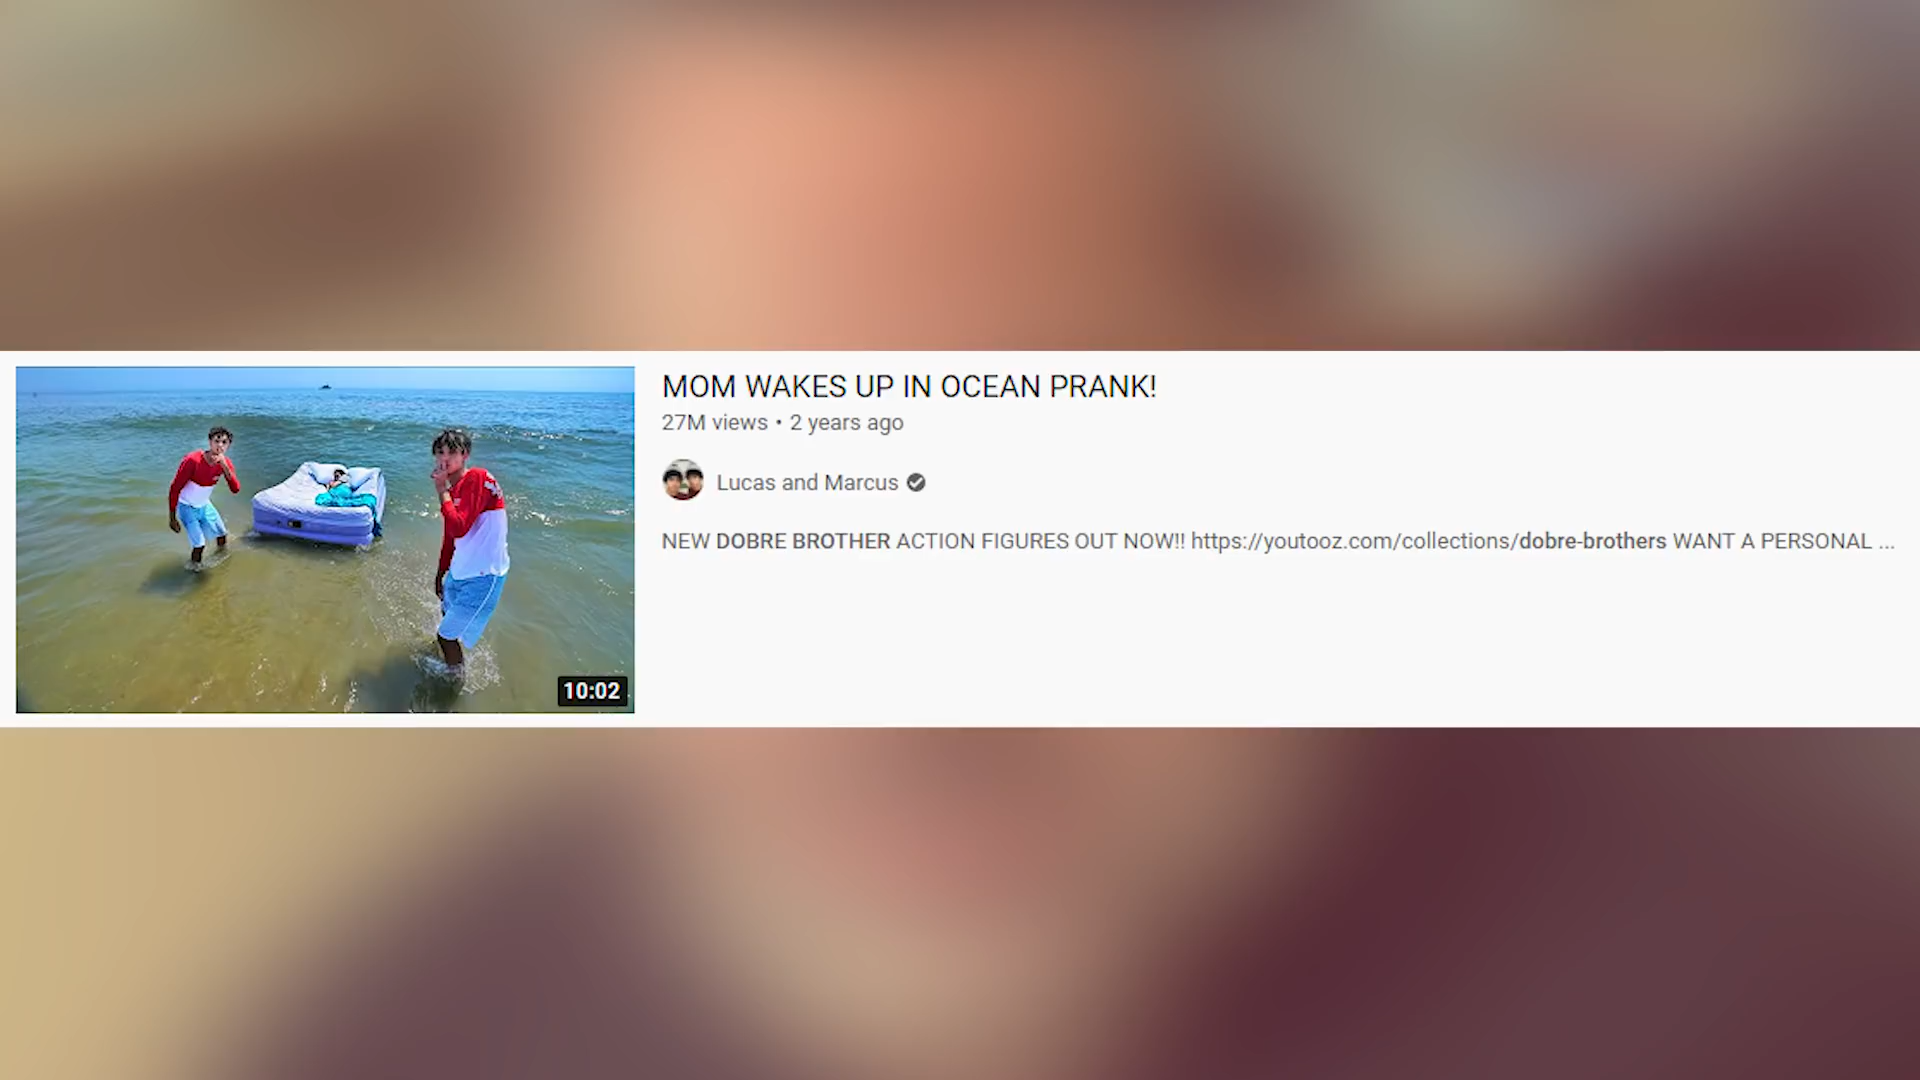 MOM WAKES UP IN OCEAN PRANK!
27M views • 2 years ago
Lucas and Marcus
NEW DOBRE BROTHER ACTION FIGURES OUT NOW!! https://youtooz.com/collections/dobre-brothers WANT A PERSONAL ...
10:02